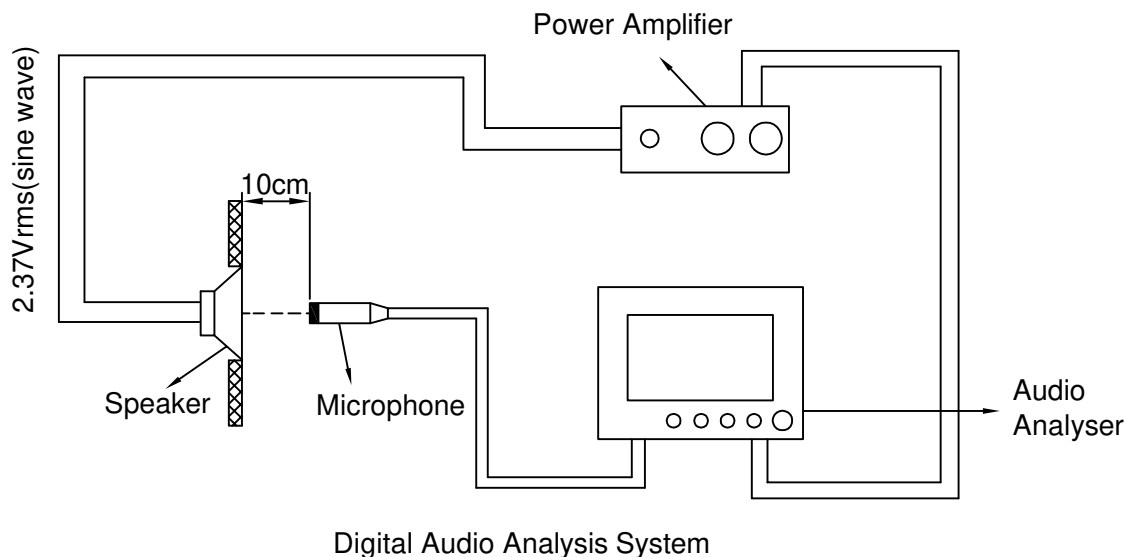 Power Amplifier
2.37Vrms(sine wave)
10cm
Speaker
Microphone
Audio
Analyser
Digital Audio Analysis System